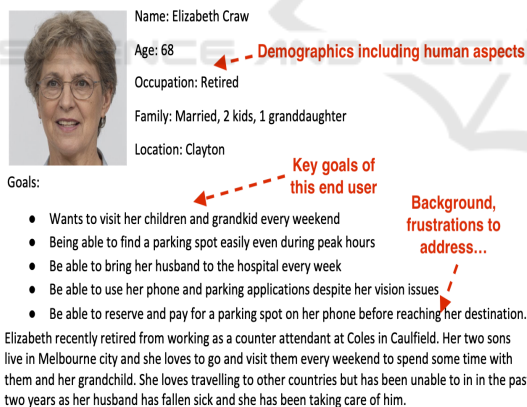 Name: Elizabeth Craw
Age: 68
Demographics including human aspects
Occupation: Retired
Family: Married, 2 kids, 1 granddaughter
Location: Clayton
Key goals of
this end user
Goals:
Background,
frustrations to
address...
● Wants to visit her children and grandkid every weekend
● Being able to find a parking spot easily even during peak hours
● Be able to bring her husband to the hospital every week
● Be able to use her phone and parking applications despite her vision issues
● Be able to reserve and pay for a parking spot on her phone before reaching her destination.
Elizabeth recently retired from working as a counter attendant at Coles in Caulfield. Her two sons
live in Melbourne city and she loves to go and visit them every weekend to spend some time with
them and her grandchild. She loves travelling to other countries but has been unable to in in the past
two years as her husband has fallen sick and she has been taking care of him.